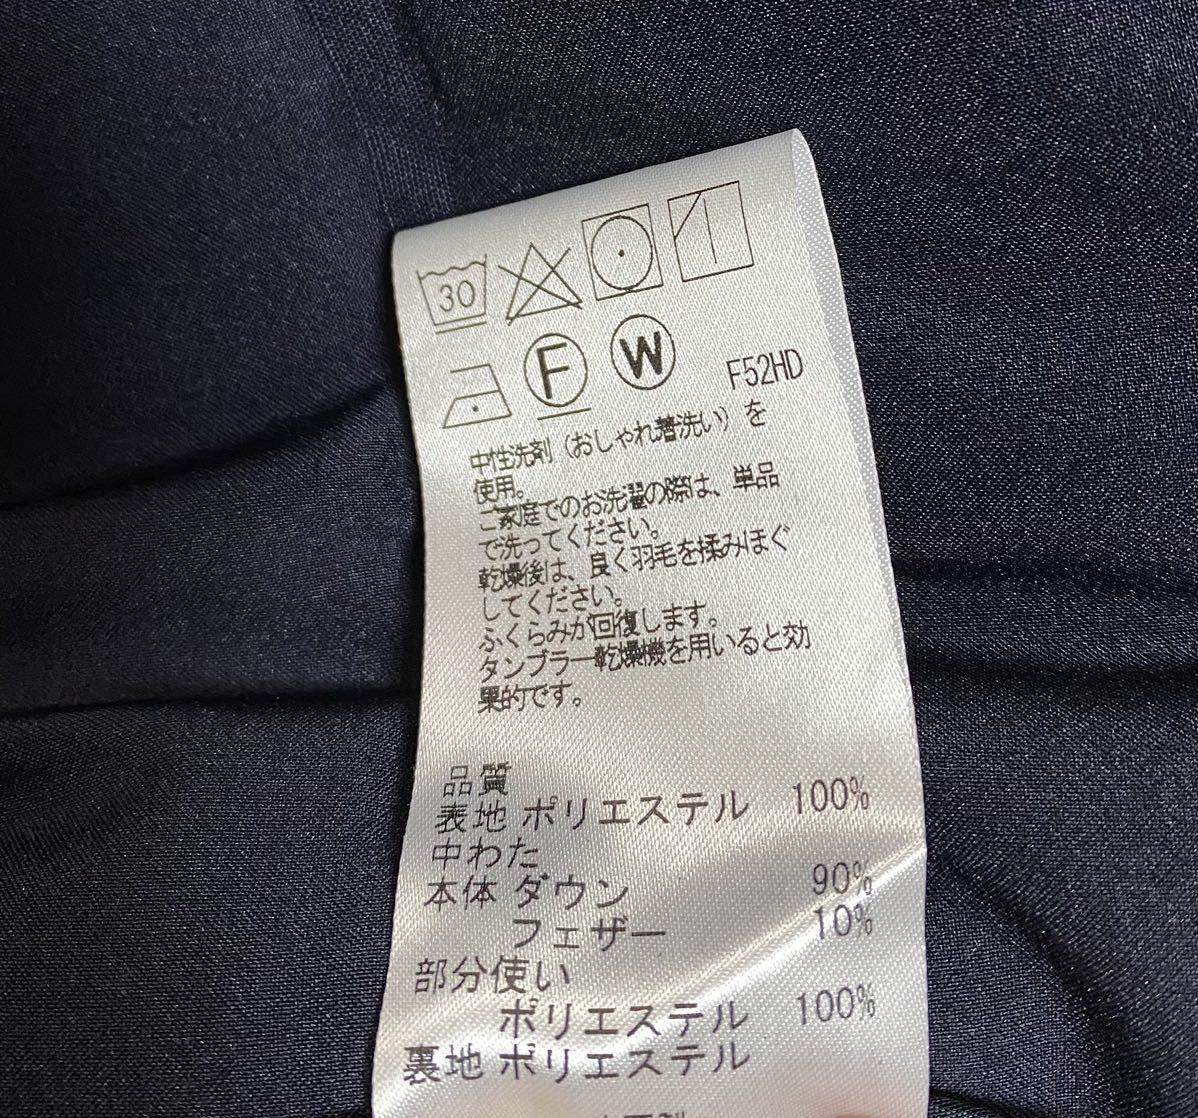 30
F W F52HD
中性洗剤（おしゃれ着洗い）を
使用。
ご家庭でのお洗濯の際は、単品
で洗ってください。
乾燥後は、良く羽毛を揉みほぐ
してください。
ふくらみが回復します。
タンブラー乾燥機を用いると効
果的です。
品質
表地 ポリエステル 100%
中わた
本体 ダウン 90%
フェザー 10%
部分使い
ポリエステル 100%
裏地 ポリエステル